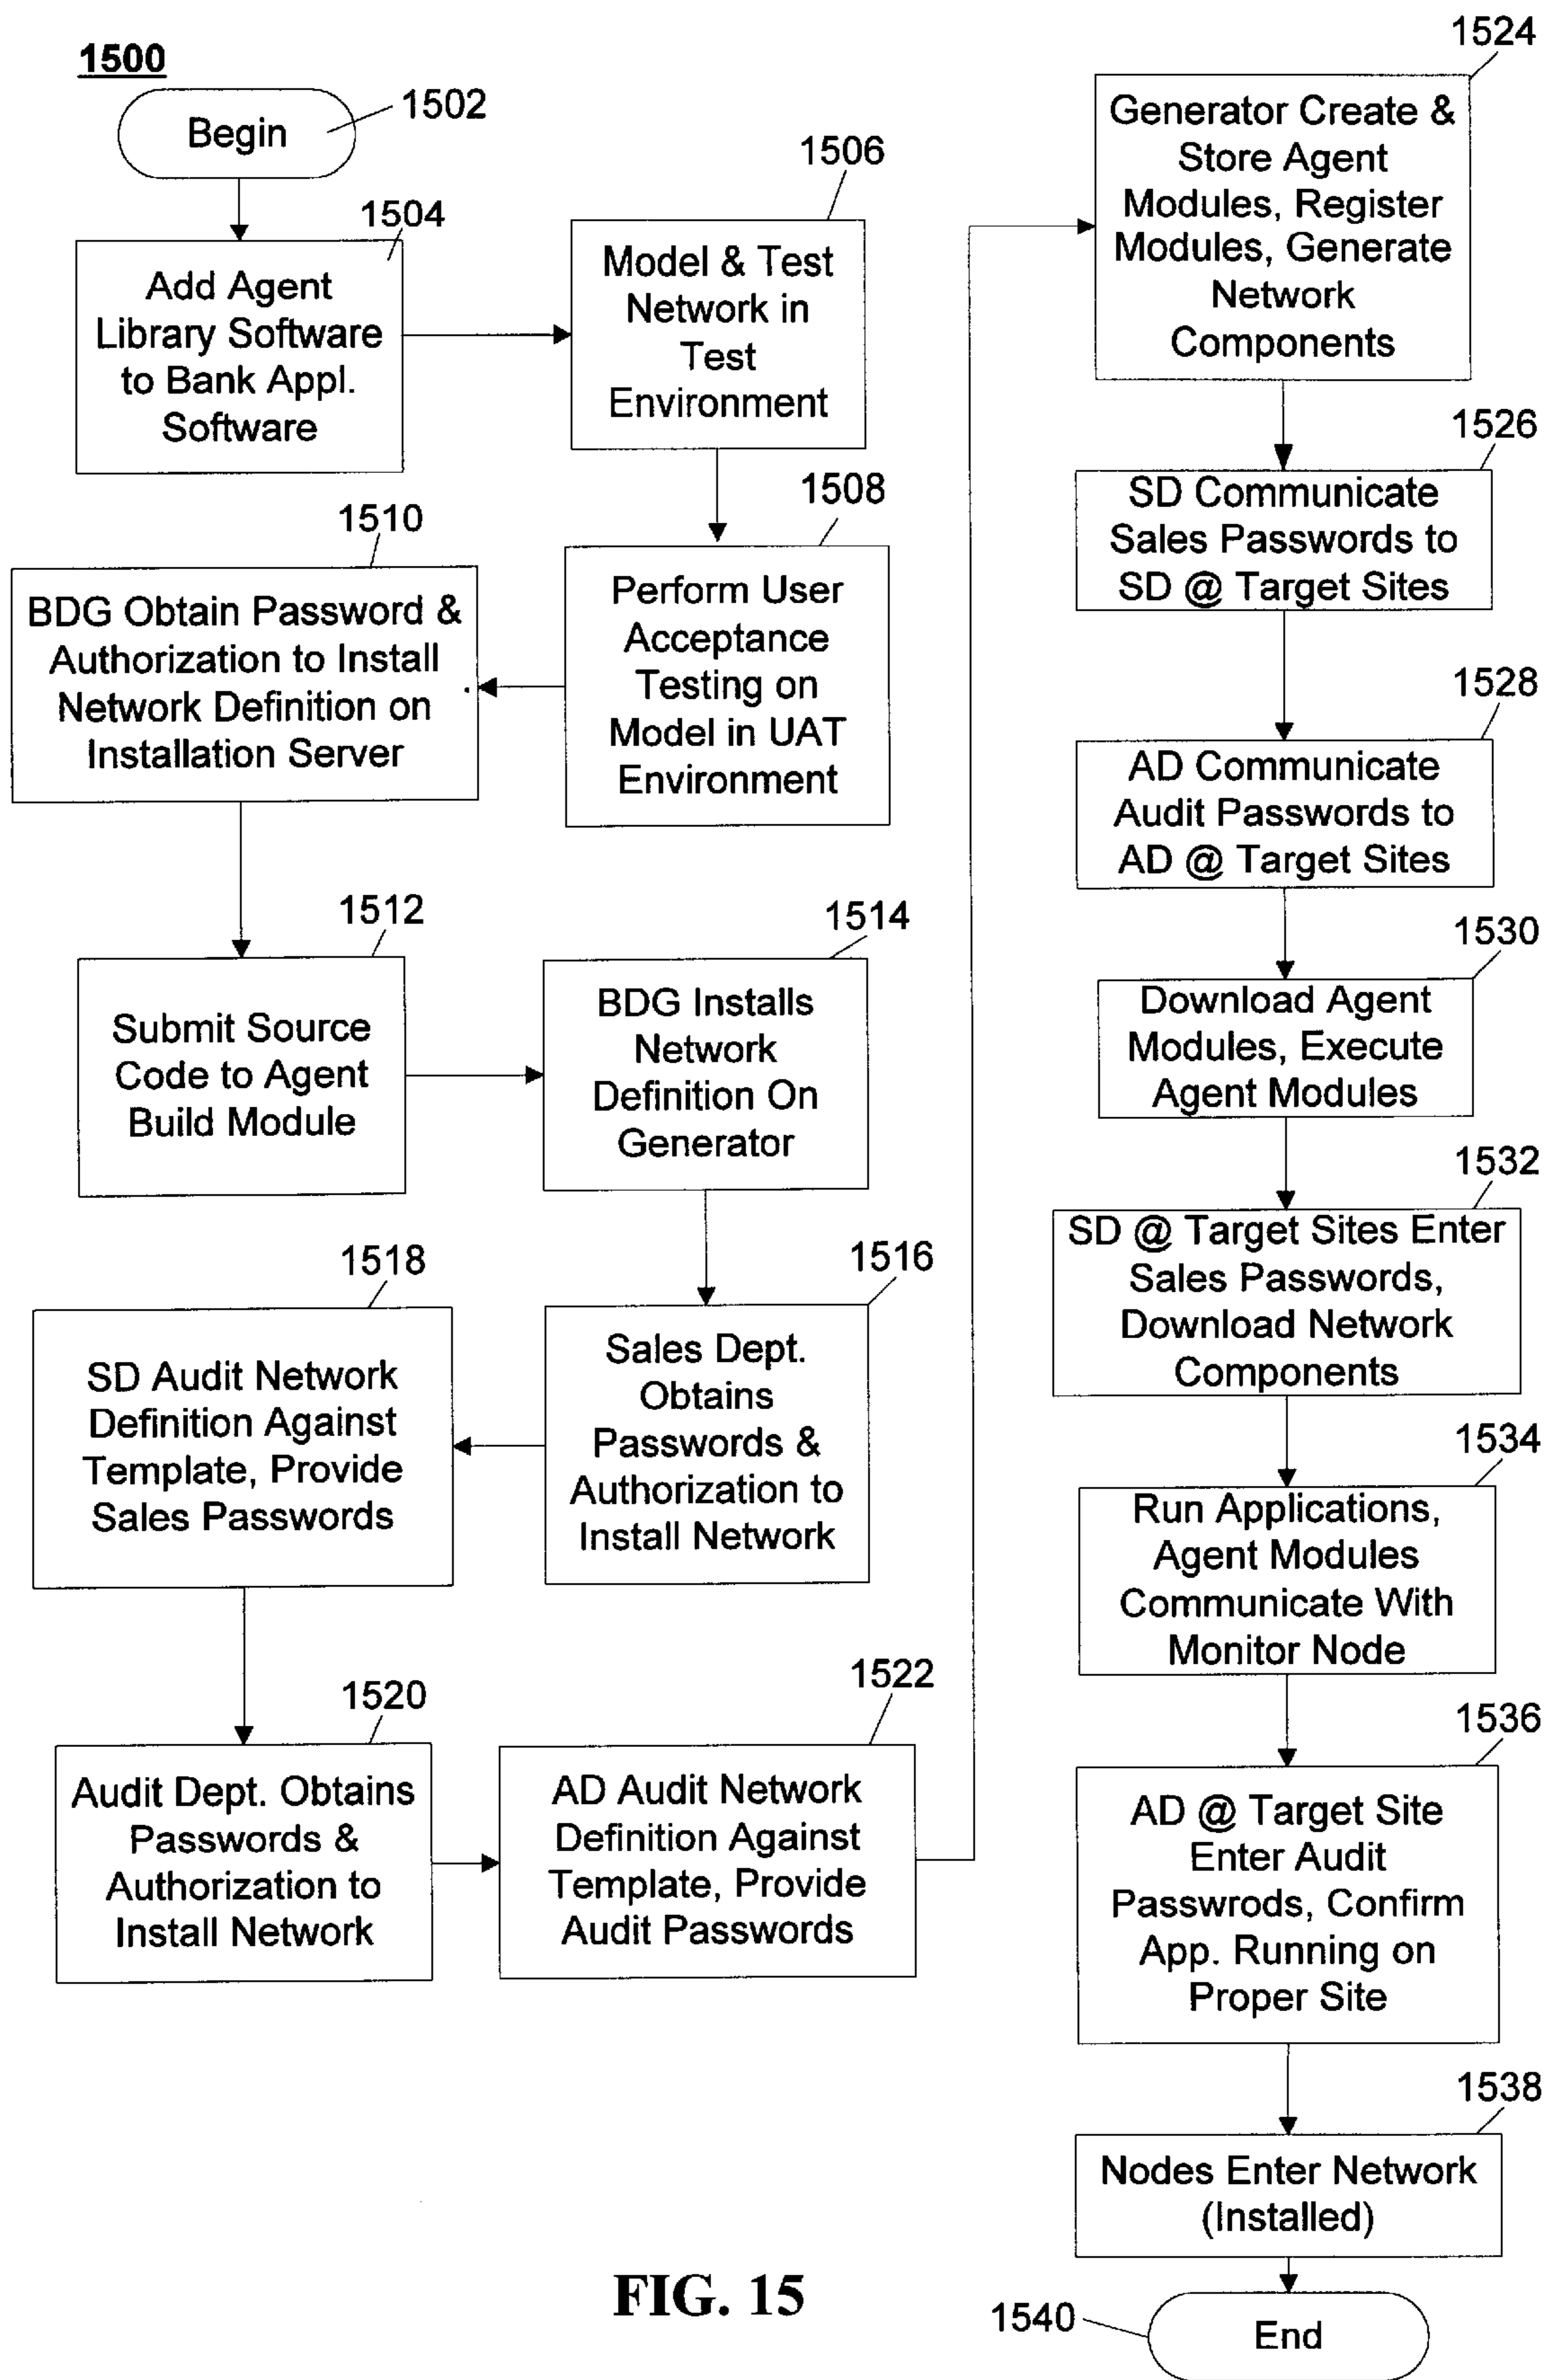 1500
Begin
1502
1504
Add Agent
Library Software
to Bank Appl.
Software
1506
Model & Test
Network in
Test
Environment
1508
Perform User
Acceptance
Testing on
Model in UAT
Environment
1510
BDG Obtain Password &
Authorization to Install
Network Definition on
Installation Server
1512
Submit Source
Code to Agent
Build Module
1514
BDG Installs
Network
Definition On
Generator
1516
Sales Dept.
Obtains
Passwords &
Authorization to
Install Network
1518
SD Audit Network
Definition Against
Template, Provide
Sales Passwords
1520
Audit Dept. Obtains
Passwords &
Authorization to
Install Network
1522
AD Audit Network
Definition Against
Template, Provide
Audit Passwords
1524
Generator Create &
Store Agent
Modules, Register
Modules, Generate
Network
Components
1526
SD Communicate
Sales Passwords to
SD @ Target Sites
1528
AD Communicate
Audit Passwords to
AD @ Target Sites
1530
Download Agent
Modules, Execute
Agent Modules
1532
SD @ Target Sites Enter
Sales Passwords,
Download Network
Components
1534
Run Applications,
Agent Modules
Communicate With
Monitor Node
1536
AD @ Target Site
Enter Audit
Passwrods, Confirm
App. Running on
Proper Site
1538
Nodes Enter Network
(Installed)
1540
End
FIG. 15